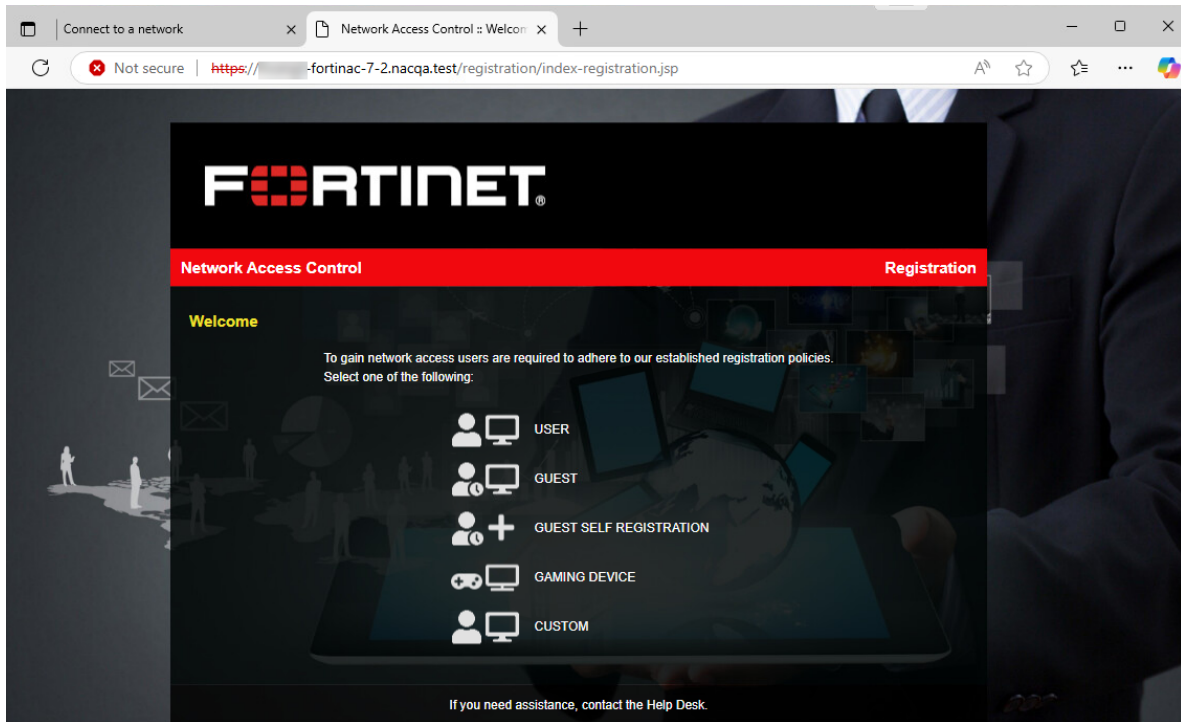 Connect to a network
Network Access Control :: Welcom
Not secure | https:// -fortinac-7-2.nacqa.test/registration/index-registration.jsp
FORTINET®
Network Access Control Registration
Welcome
To gain network access users are required to adhere to our established registration policies.
Select one of the following:
USER
GUEST
GUEST SELF REGISTRATION
GAMING DEVICE
CUSTOM
If you need assistance, contact the Help Desk.